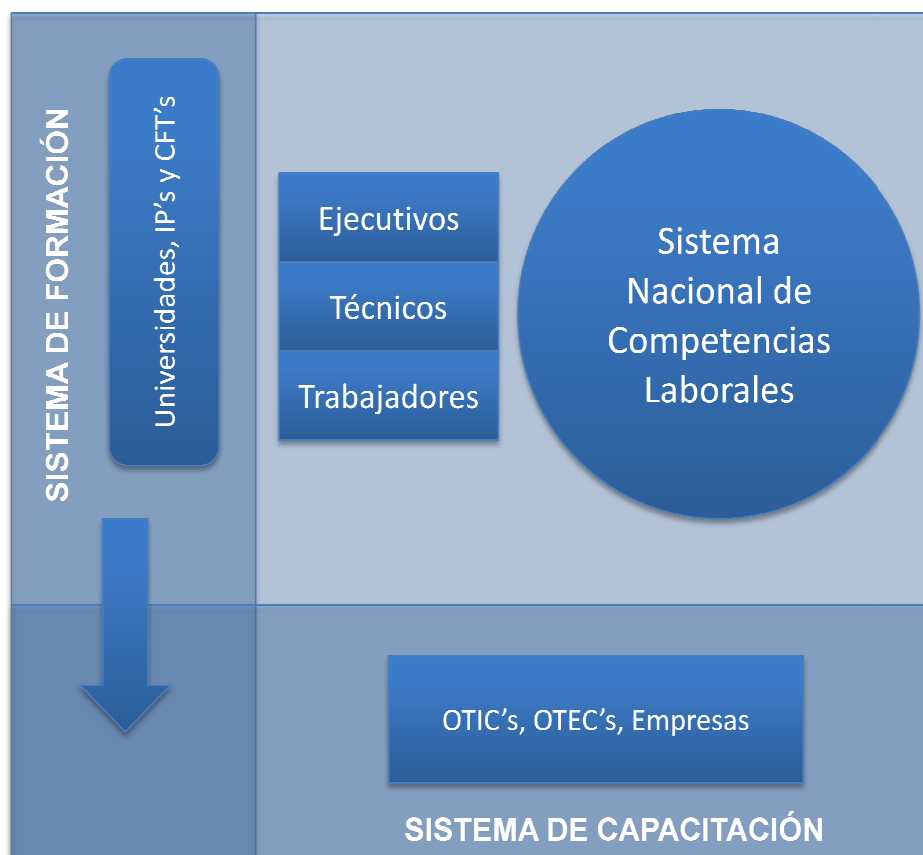 SISTEMA DE FORMACIÓN
Universidades, IP's y CFT's
Ejecutivos
Técnicos
Trabajadores
Sistema
Nacional de
Competencias
Laborales
OTIC's, OTEC's, Empresas
SISTEMA DE CAPACITACIÓN